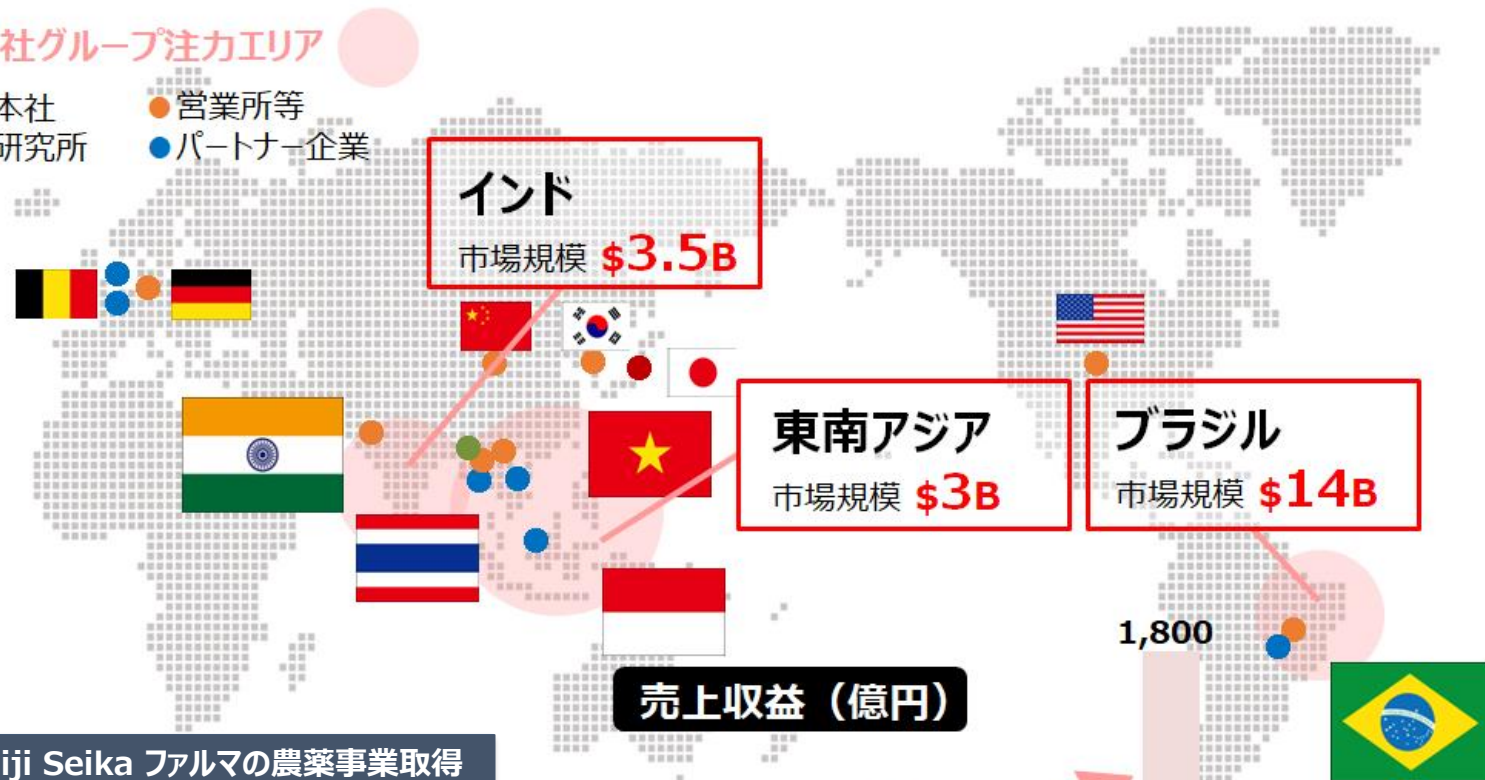 社グループ注力エリア
本社 ●営業所等
研究所 ●パートナー企業
インド
市場規模 $3.5B
東南アジア
市場規模 $3B
ブラジル
市場規模 $14B
1,800
売上収益（億円）
iji Seika ファルマの農薬事業取得